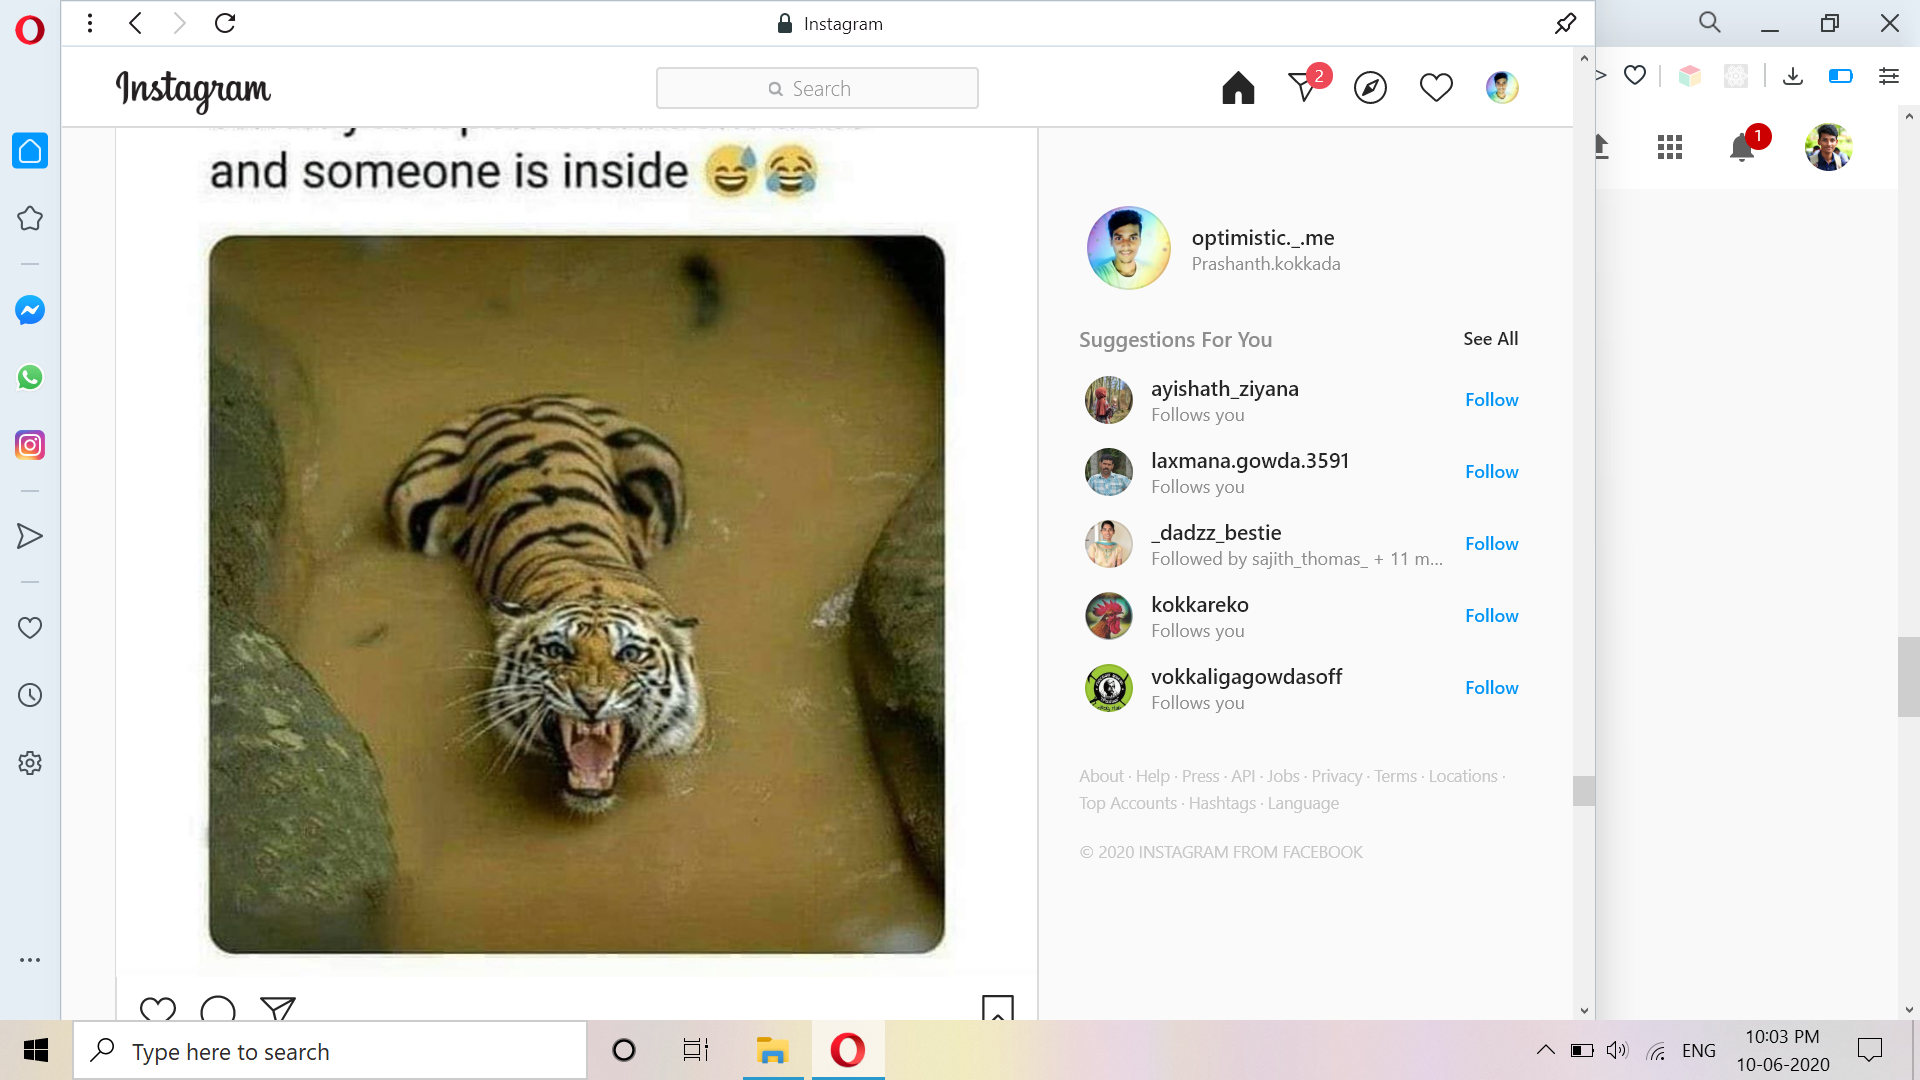 Instagram
Instagram
Search
2
1
and someone is inside 😅😂
optimistic._.me
Prashanth.kokkada
Suggestions For You
See All
ayishath_ziyana
Follows you
Follow
laxmana.gowda.3591
Follows you
Follow
_dadzz_bestie
Followed by sajith_thomas_ + 11 m...
Follow
kokkareko
Follows you
Follow
vokkaligagowdasoff
Follows you
Follow
About · Help · Press · API · Jobs · Privacy · Terms · Locations ·
Top Accounts · Hashtags · Language
© 2020 INSTAGRAM FROM FACEBOOK
Type here to search
ENG
10:03 PM
10-06-2020